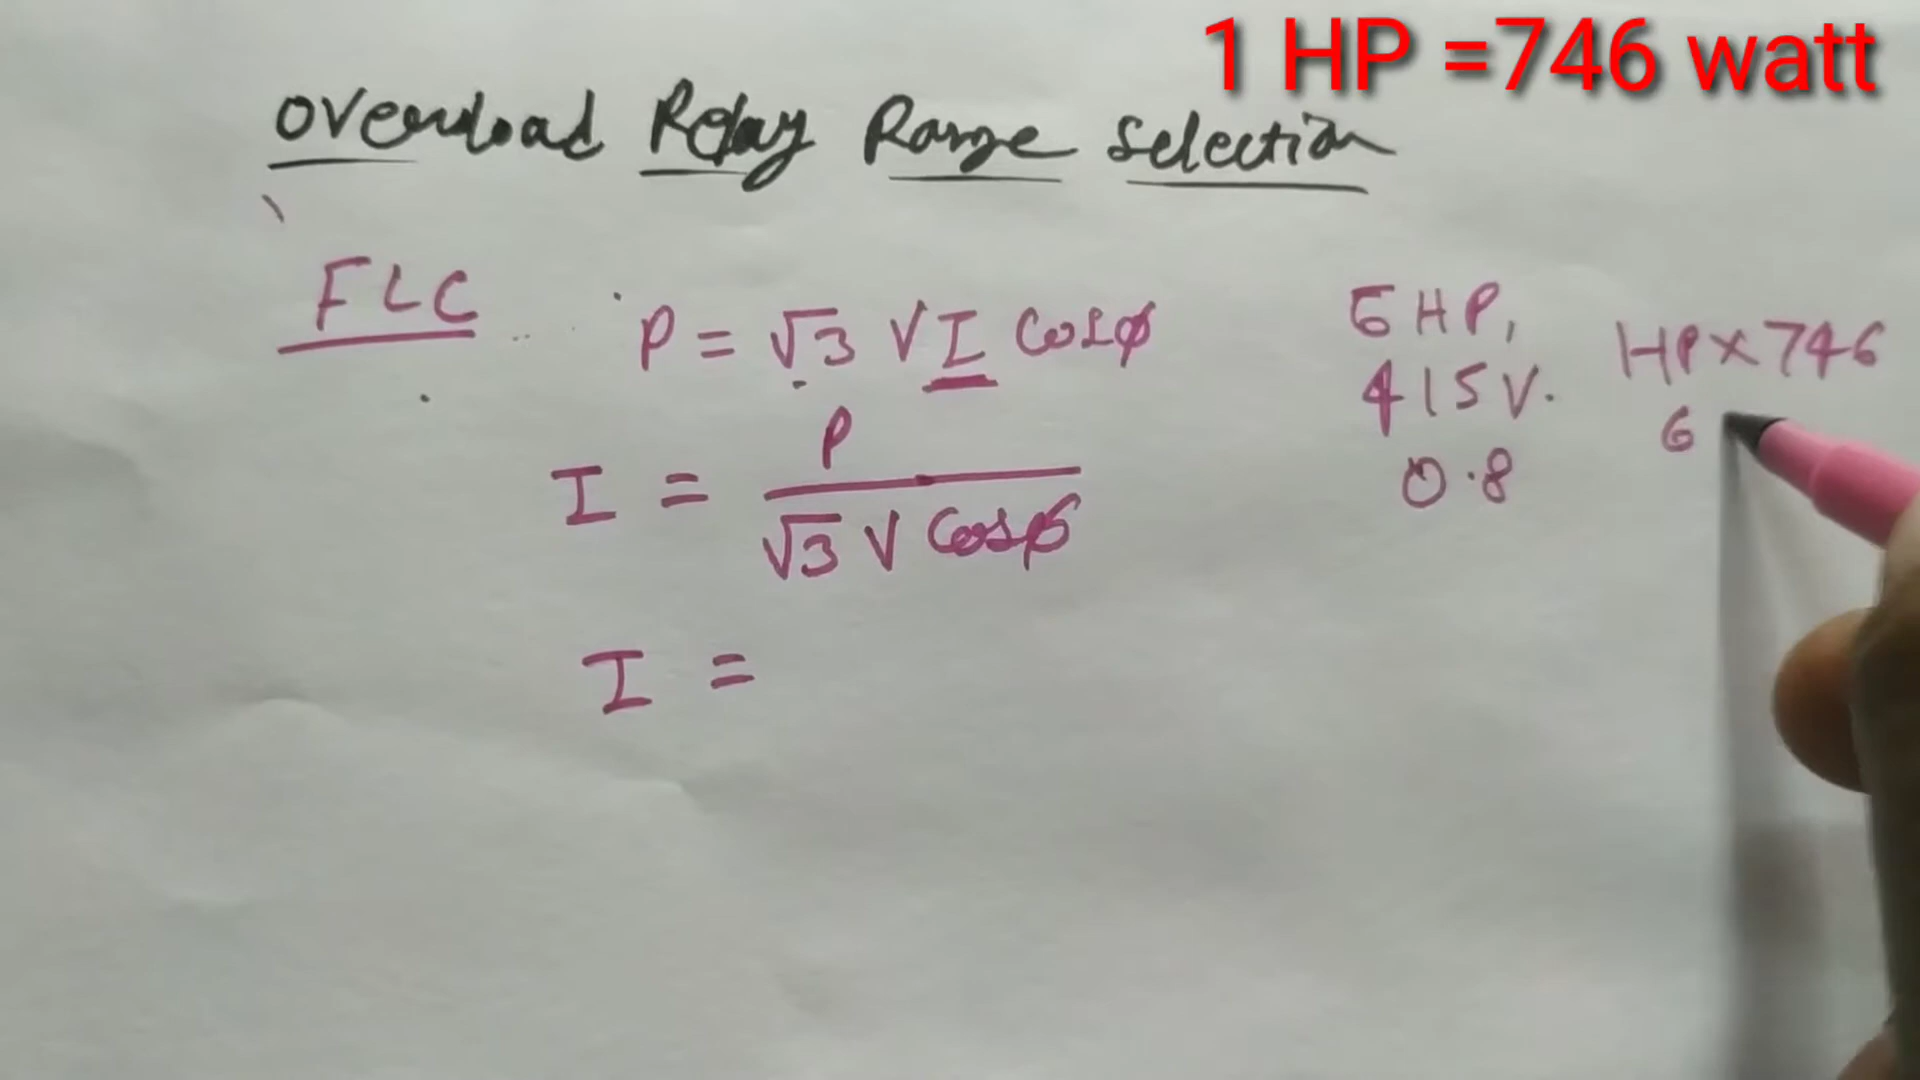 1 HP =746 watt
Overload Relay Range Selection
FLC
P = √3 V I Cosφ
I = P / √3 V Cosφ
I =
6 HP,
415 V.
0.8
HP x 746
6